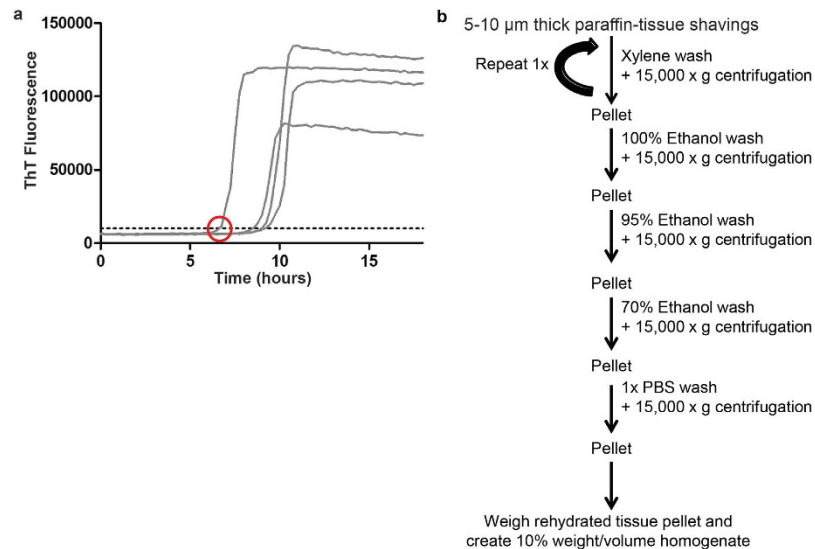 a
150000
100000
50000
0
ThT Fluorescence
0 5 10 15
Time (hours)
b
5-10 µm thick paraffin-tissue shavings
Repeat 1x
Xylene wash
+ 15,000 x g centrifugation
Pellet
100% Ethanol wash
+ 15,000 x g centrifugation
Pellet
95% Ethanol wash
+ 15,000 x g centrifugation
Pellet
70% Ethanol wash
+ 15,000 x g centrifugation
Pellet
1x PBS wash
+ 15,000 x g centrifugation
Pellet
Weigh rehydrated tissue pellet and
create 10% weight/volume homogenate